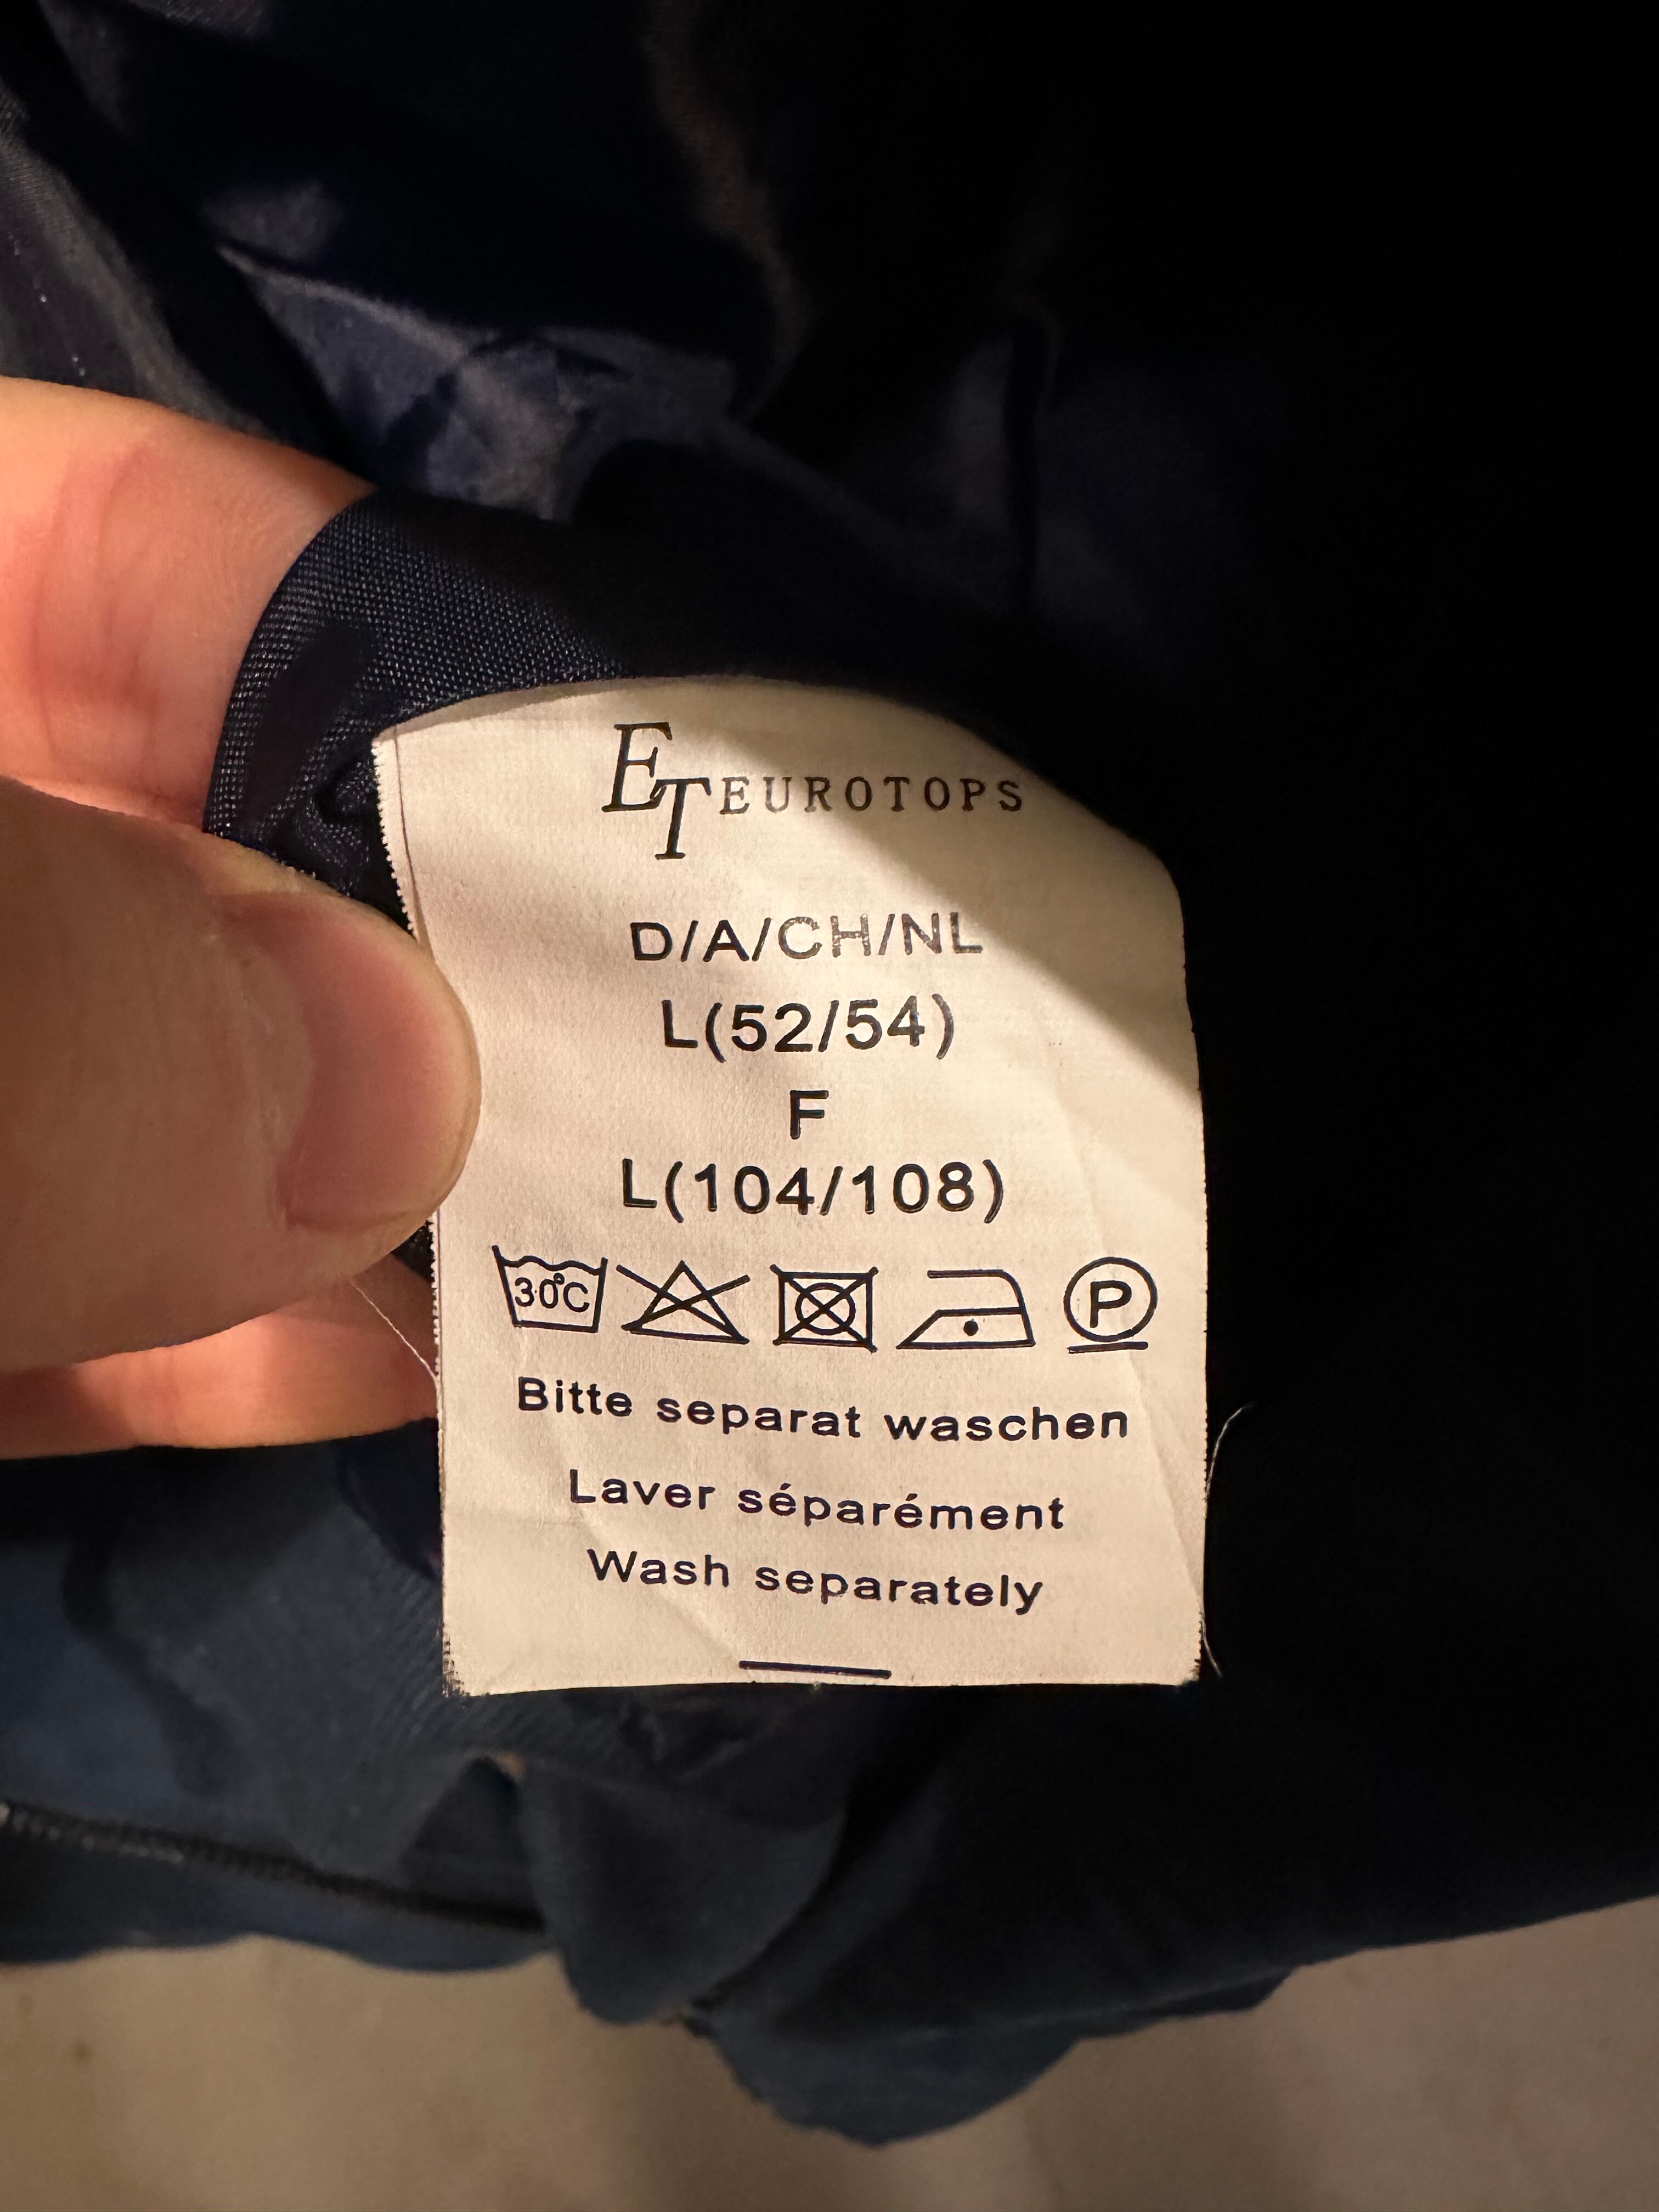 ET EUROTOPS
D/A/CH/NL
L(52/54)
F
L(104/108)
30°C P
Bitte separat waschen
Laver séparément
Wash separately